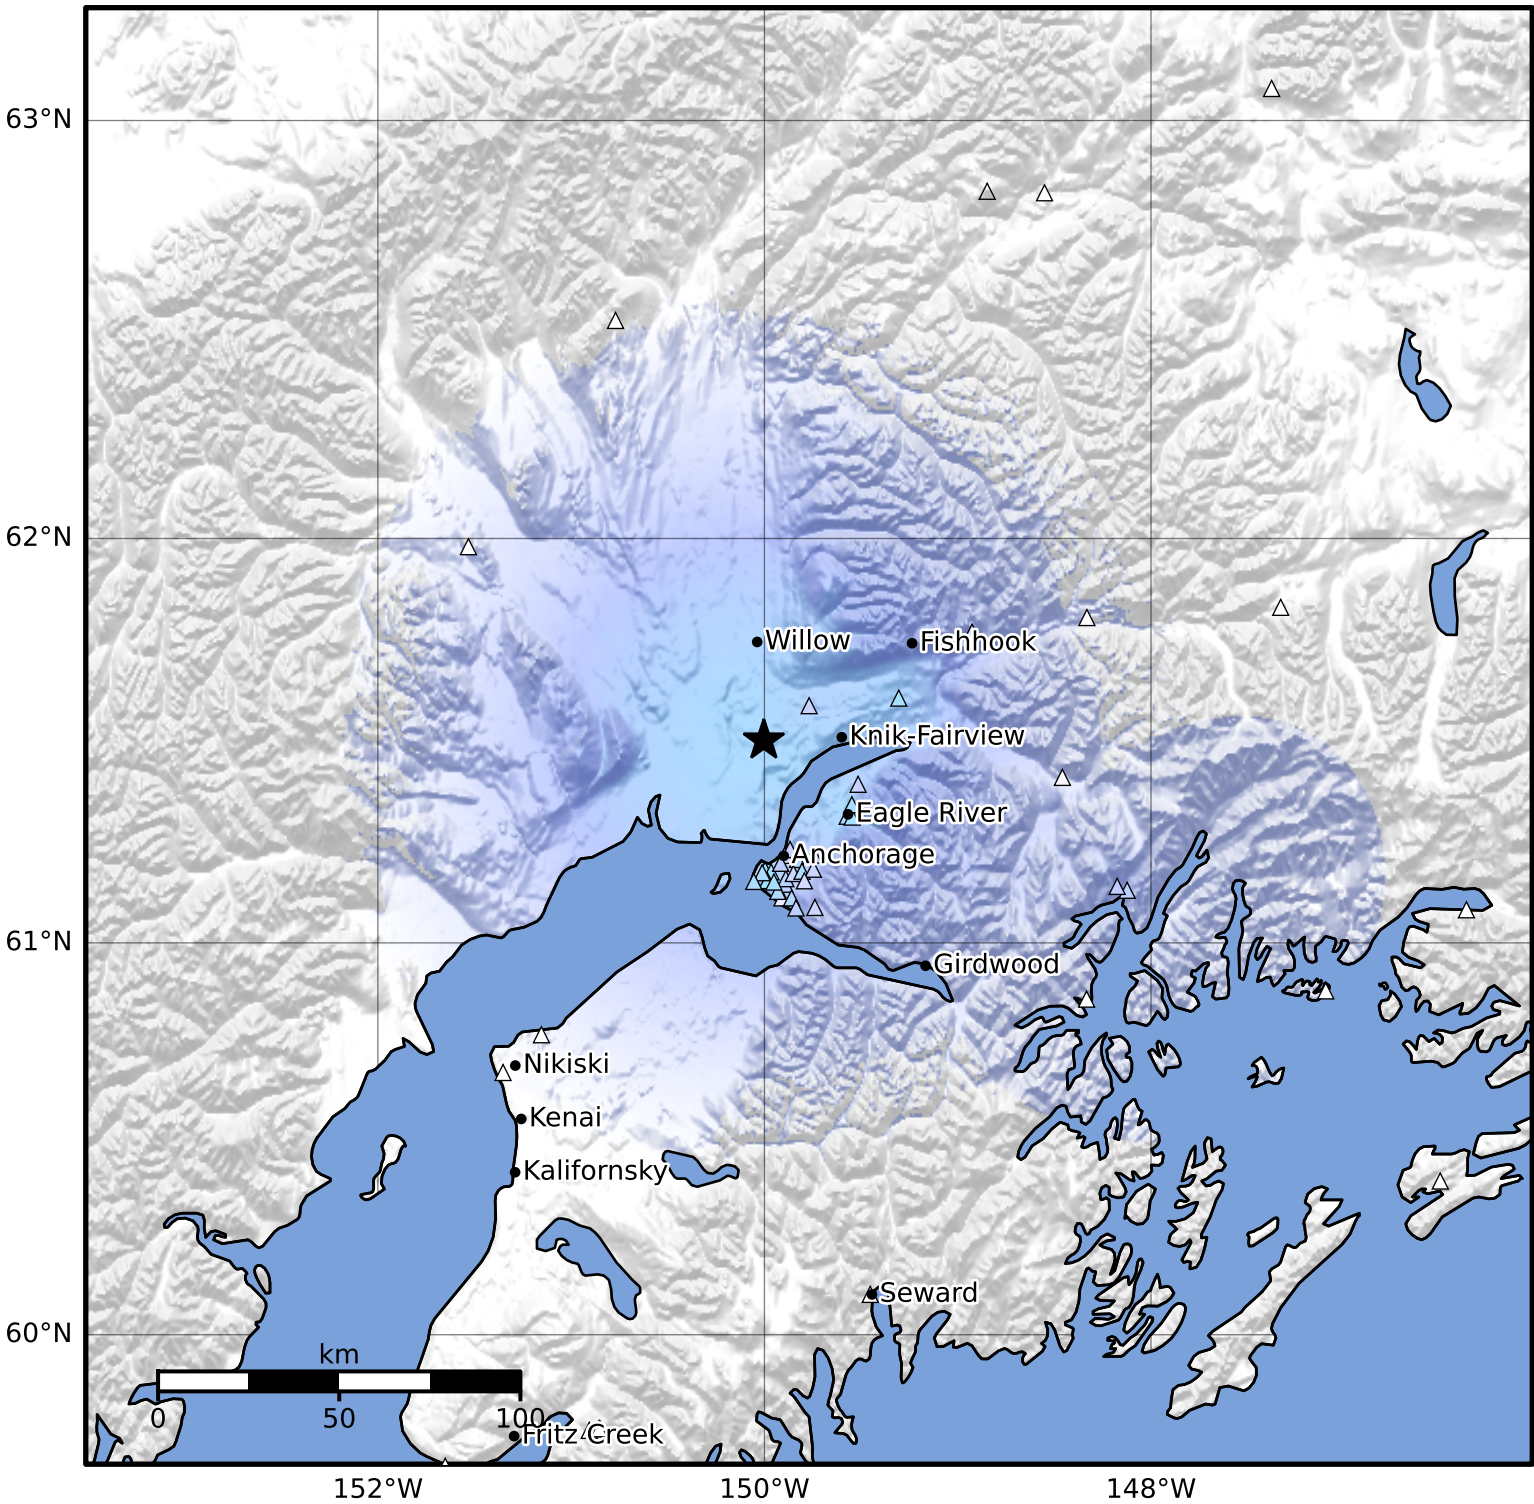 63°N
62°N
Willow
Fishhook
Knik-Fairview
Eagle River
Anchorage
61°N
Girdwood
Nikiski
Kenai
Kalifornsky
Seward
60°N
km
0
50
100
Fritz Creek
152°W
150°W
148°W